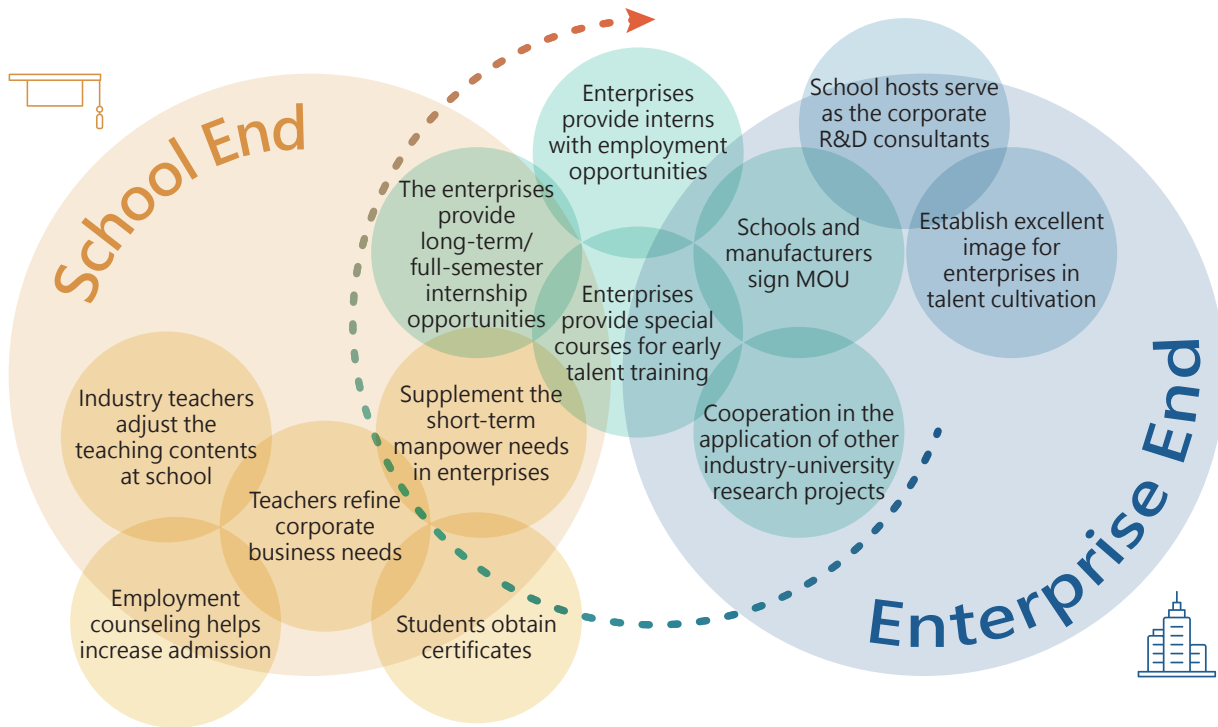 School End
Enterprises
provide interns
with employment
opportunities
School hosts serve
as the corporate
R&D consultants
The enterprises
provide
long-term/
full-semester
internship
opportunities
Schools and
manufacturers
sign MOU
Establish excellent
image for
enterprises in
talent cultivation
Enterprises
provide special
courses for early
talent training
Industry teachers
adjust the
teaching contents
at school
Supplement the
short-term
manpower needs
in enterprises
Cooperation in the
application of other
industry-university
research projects
Teachers refine
corporate
business needs
Employment
counseling helps
increase admission
Students obtain
certificates
Enterprise End